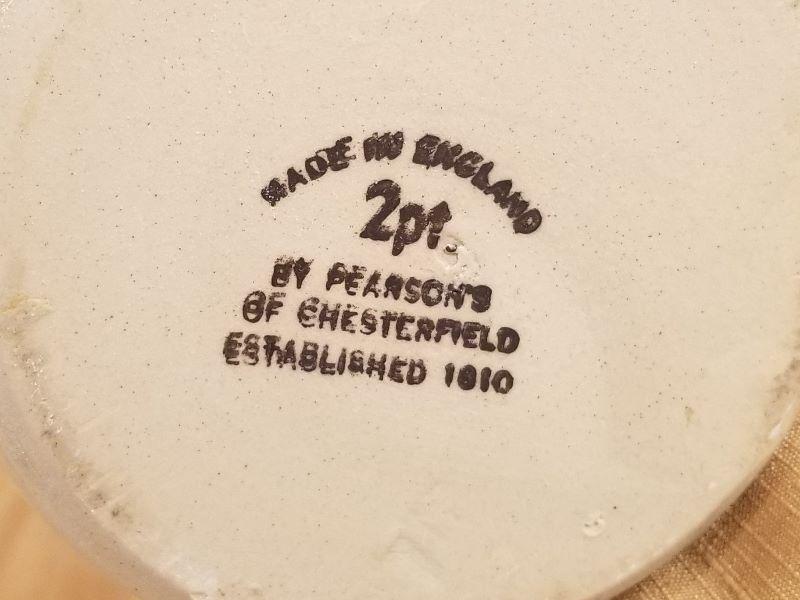 MADE IN ENGLAND
2pt.
BY PEARSON'S
OF CHESTERFIELD
ESTABLISHED 1810